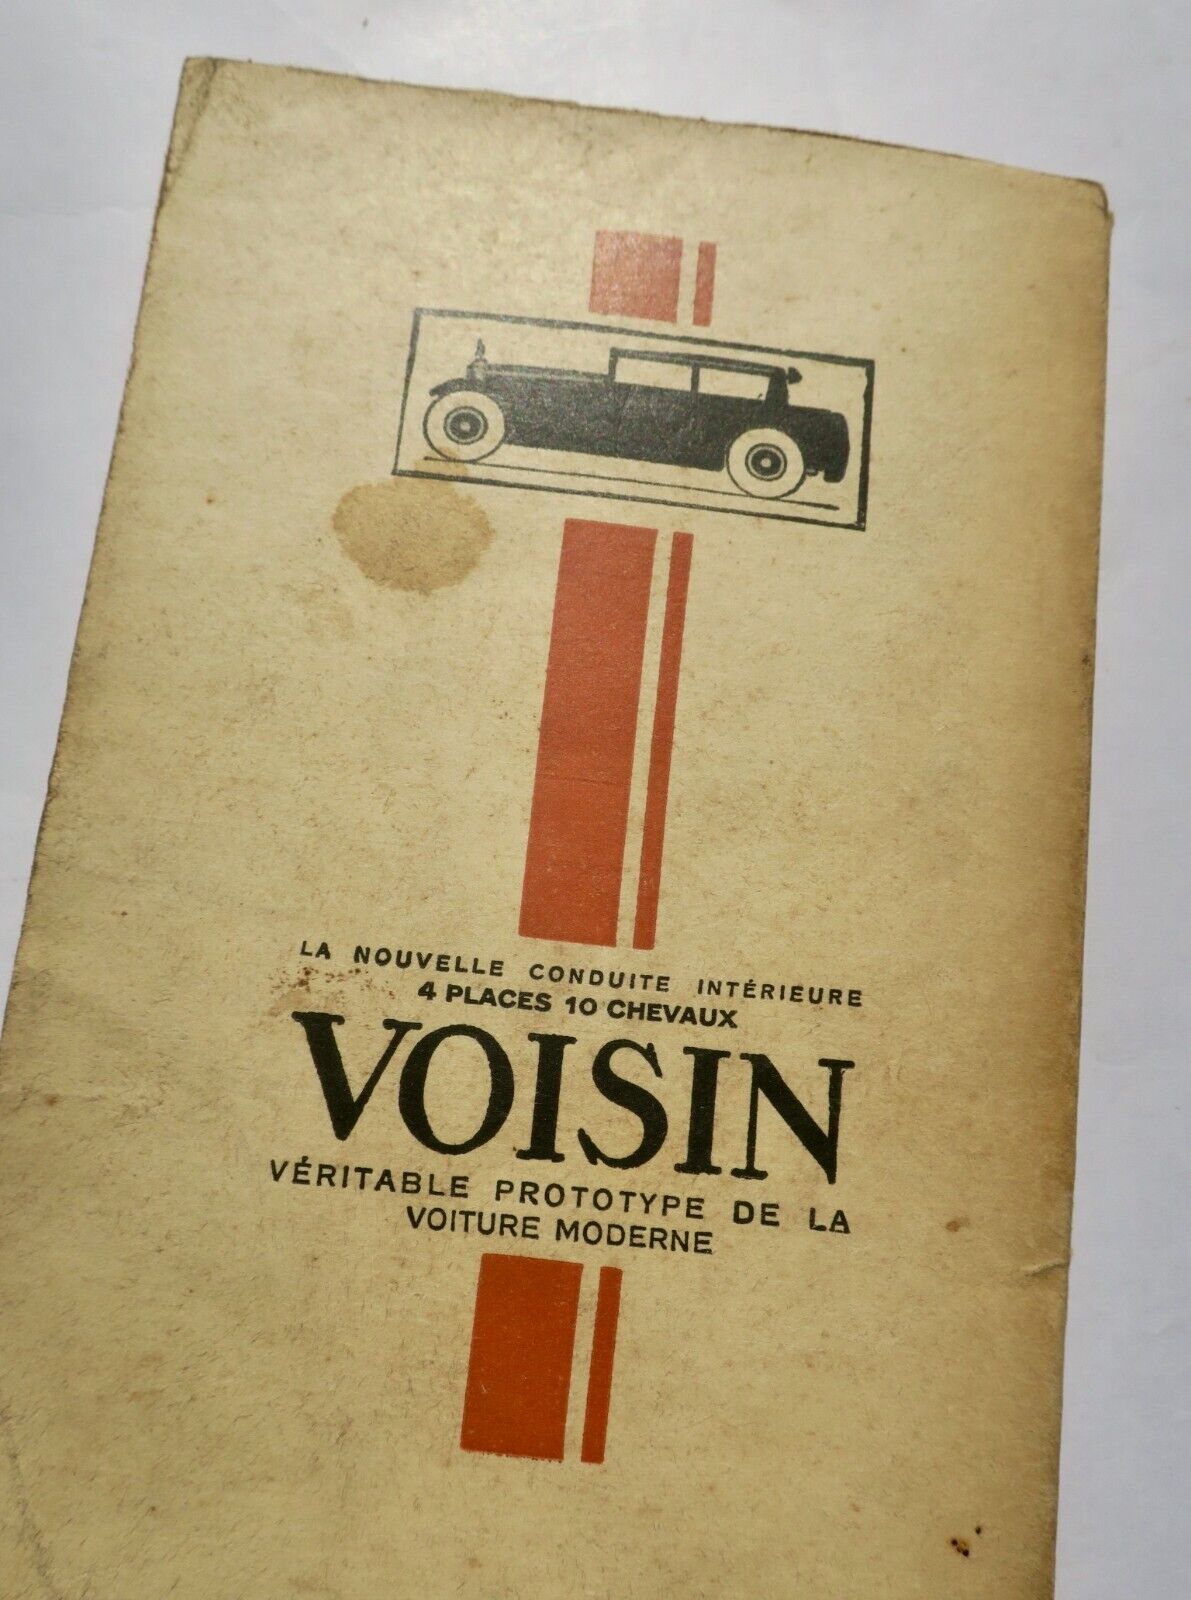 LA NOUVELLE CONDUITE INTÉRIEURE
4 PLACES 10 CHEVAUX
VOISIN
VÉRITABLE PROTOTYPE DE LA
VOITURE MODERNE